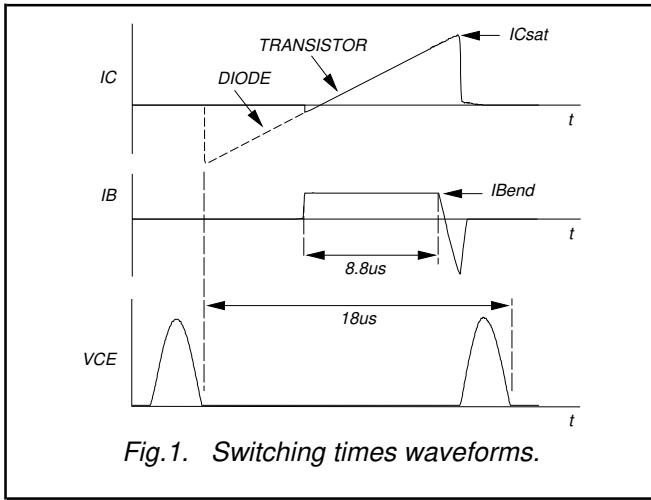 TRANSISTOR
ICsat
IC
DIODE
t
IB
IBend
t
8.8us
18us
VCE
t
Fig.1. Switching times waveforms.